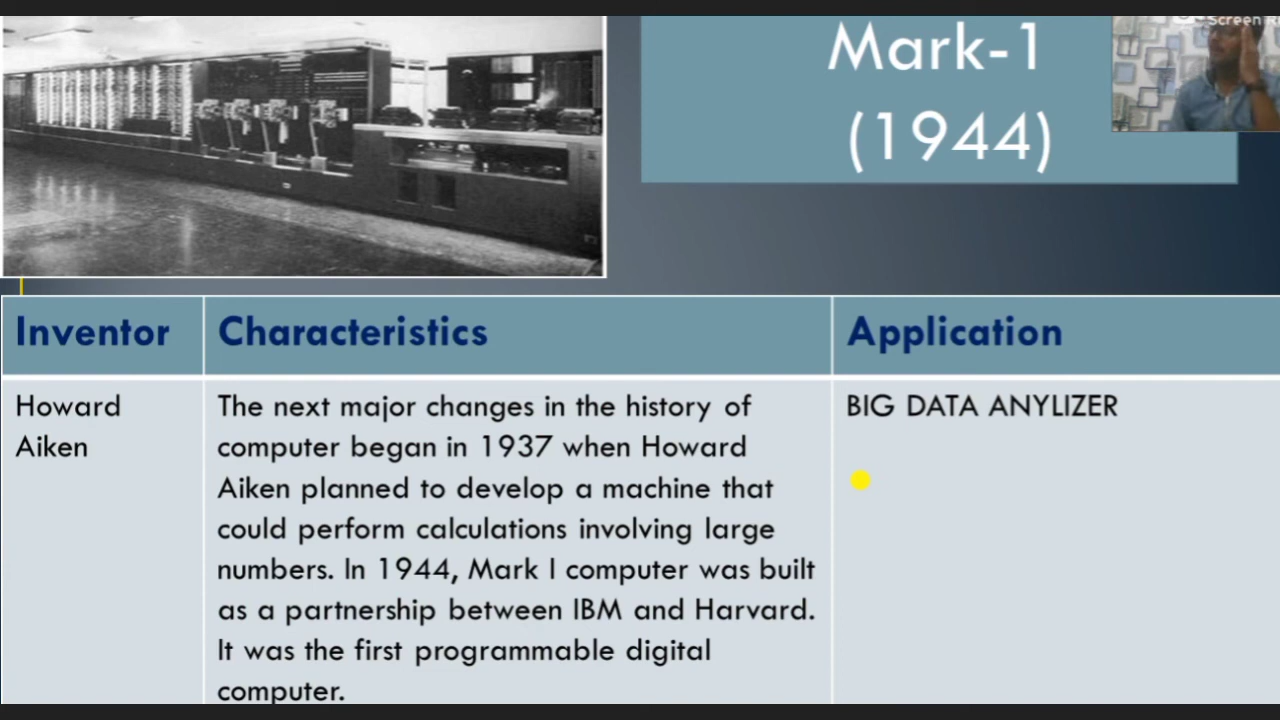 Screen R
Mark-1
(1944)
Inventor
Characteristics
Application
Howard
Aiken
The next major changes in the history of
computer began in 1937 when Howard
Aiken planned to develop a machine that
could perform calculations involving large
numbers. In 1944, Mark I computer was built
as a partnership between IBM and Harvard.
It was the first programmable digital
computer.
BIG DATA ANYLIZER